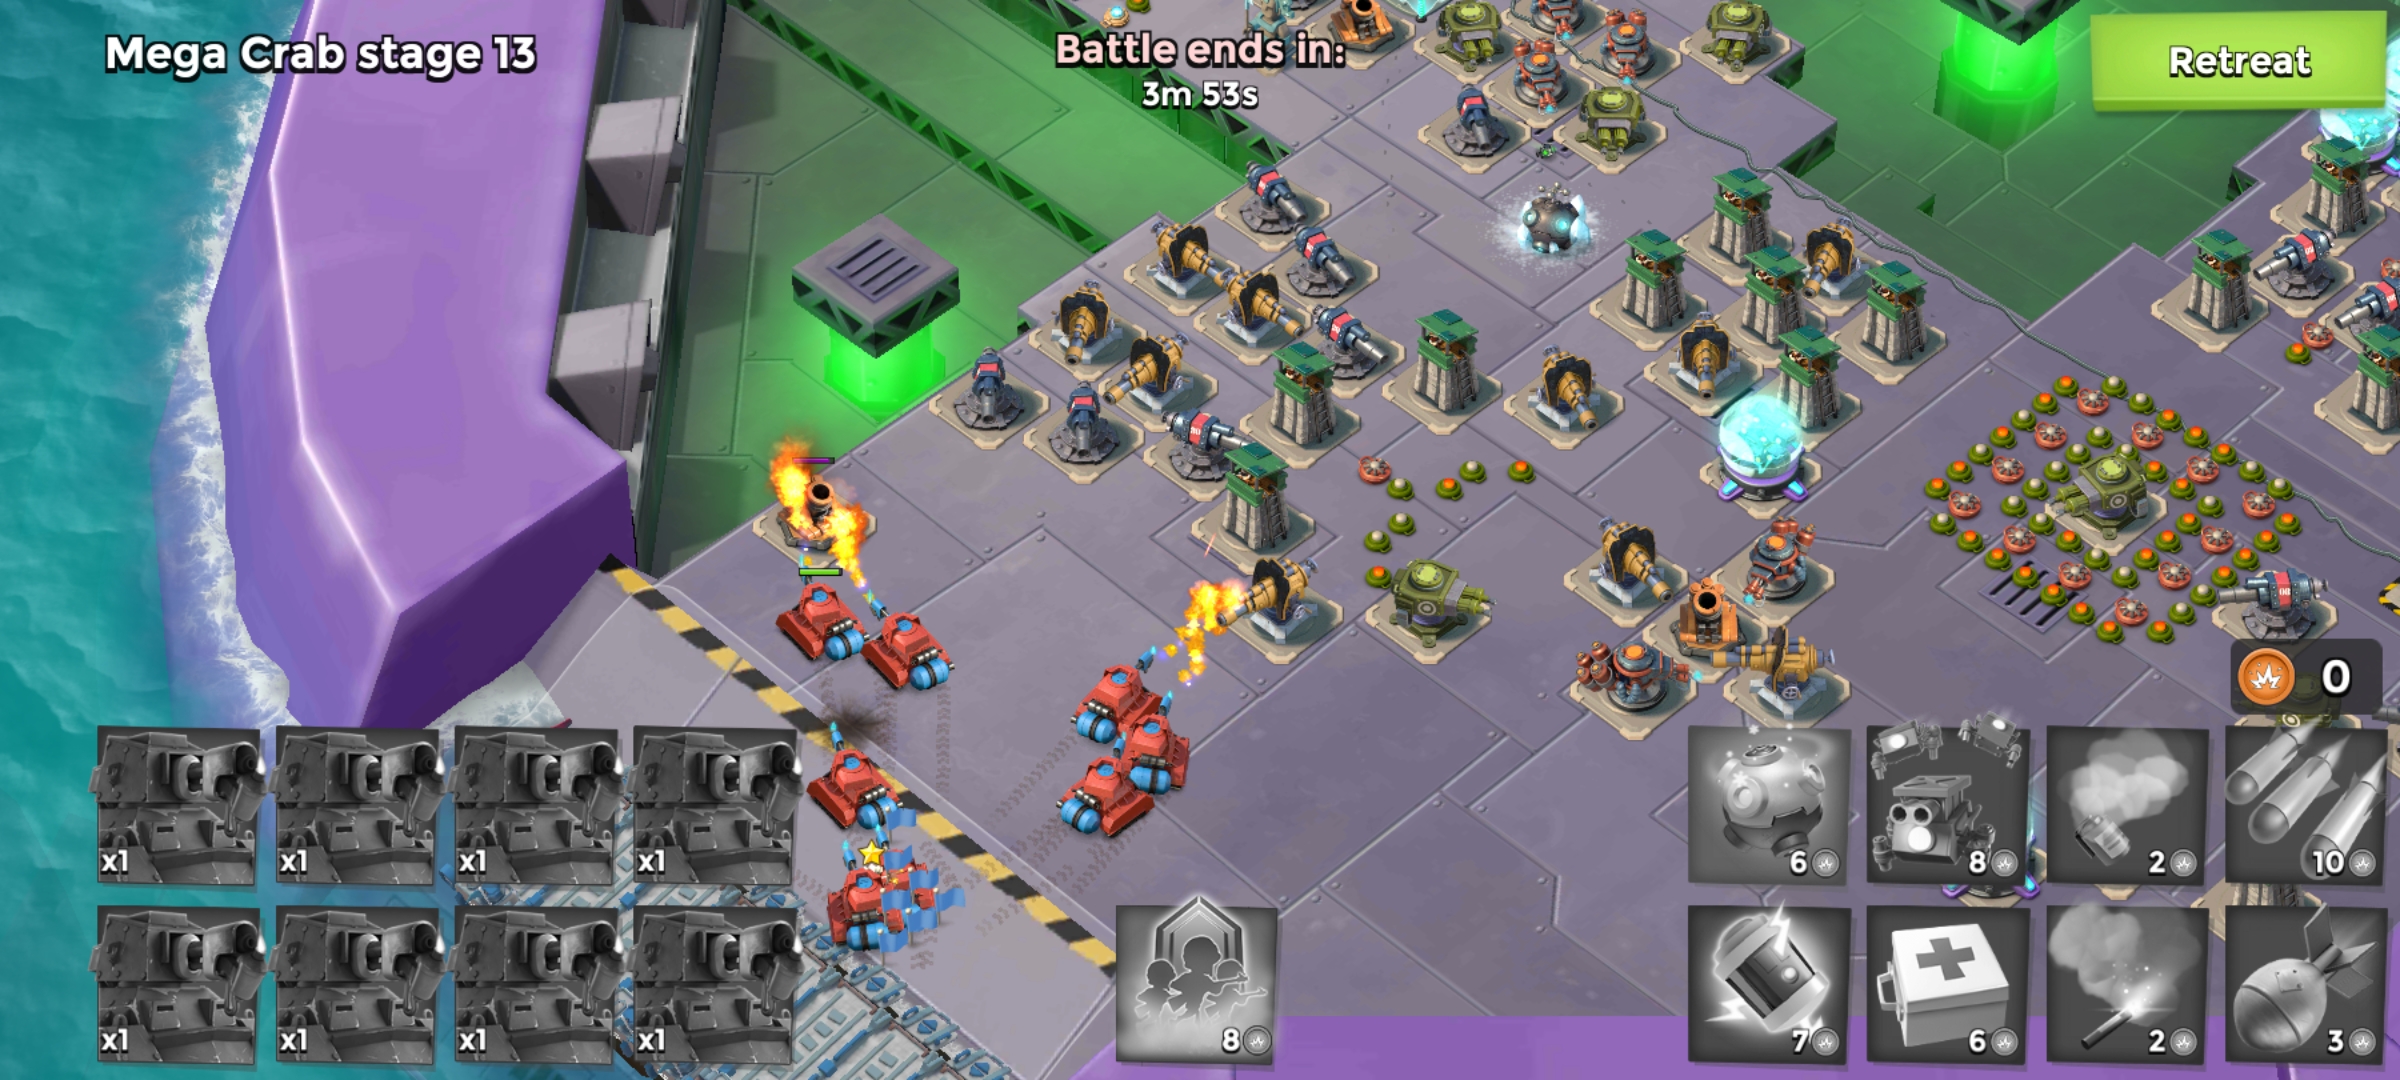 Mega Crab stage 13
Battle ends in:
3m 53s
Retreat
0
x1
x1
x1
x1
6
8
2
10
x1
x1
x1
x1
8
7
6
2
3